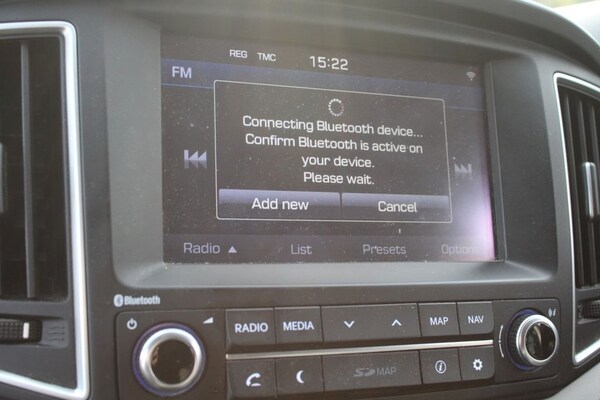 REG TMC 15:22
FM
Connecting Bluetooth device...
Confirm Bluetooth is active on
your device.
Please wait.
Add new Cancel
Radio List Presets Options
Bluetooth
RADIO MEDIA MAP NAV
SD MAP